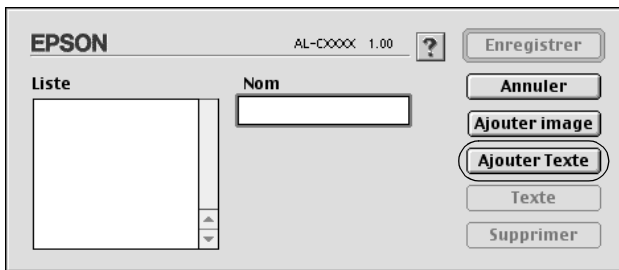 EPSON
AL-CXXXX 1.00
?
Enregistrer
Liste
Nom
Annuler
Ajouter image
Ajouter Texte
Texte
Supprimer